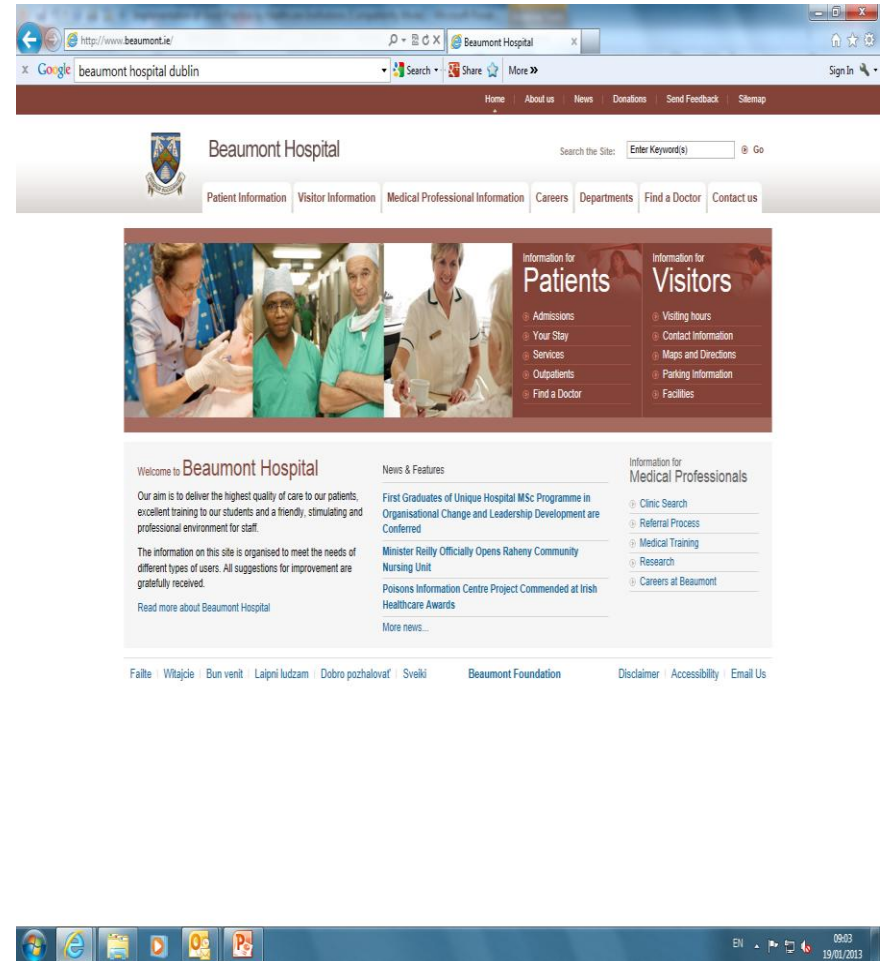 http://www.beaumont.ie/
Beaumont Hospital
x Google beaumont hospital dublin
Search
Share
More »
Sign In
Home
About us
News
Donations
Send Feedback
Sitemap
Beaumont Hospital
Search the Site:
Enter Keyword(s)
Go
Patient Information
Visitor Information
Medical Professional Information
Careers
Departments
Find a Doctor
Contact us
Information for
Patients
Admissions
Your Stay
Services
Outpatients
Find a Doctor
Information for
Visitors
Visiting hours
Contact Information
Maps and Directions
Parking Information
Facilities
Welcome to Beaumont Hospital
Our aim is to deliver the highest quality of care to our patients,
excellent training to our students and a friendly, stimulating and
professional environment for staff.
The information on this site is organised to meet the needs of
different types of users. All suggestions for improvement are
gratefully received.
Read more about Beaumont Hospital
News & Features
First Graduates of Unique Hospital MSc Programme in
Organisational Change and Leadership Development are
Conferred
Minister Reilly Officially Opens Raheny Community
Nursing Unit
Poisons Information Centre Project Commended at Irish
Healthcare Awards
More news...
Information for
Medical Professionals
Clinic Search
Referral Process
Medical Training
Research
Careers at Beaumont
Failte
Witajcie
Bun venit
Laipni ludzam
Dobro pozhalovať
Sveiki
Beaumont Foundation
Disclaimer
Accessibility
Email Us
EN
09:03
19/01/2013